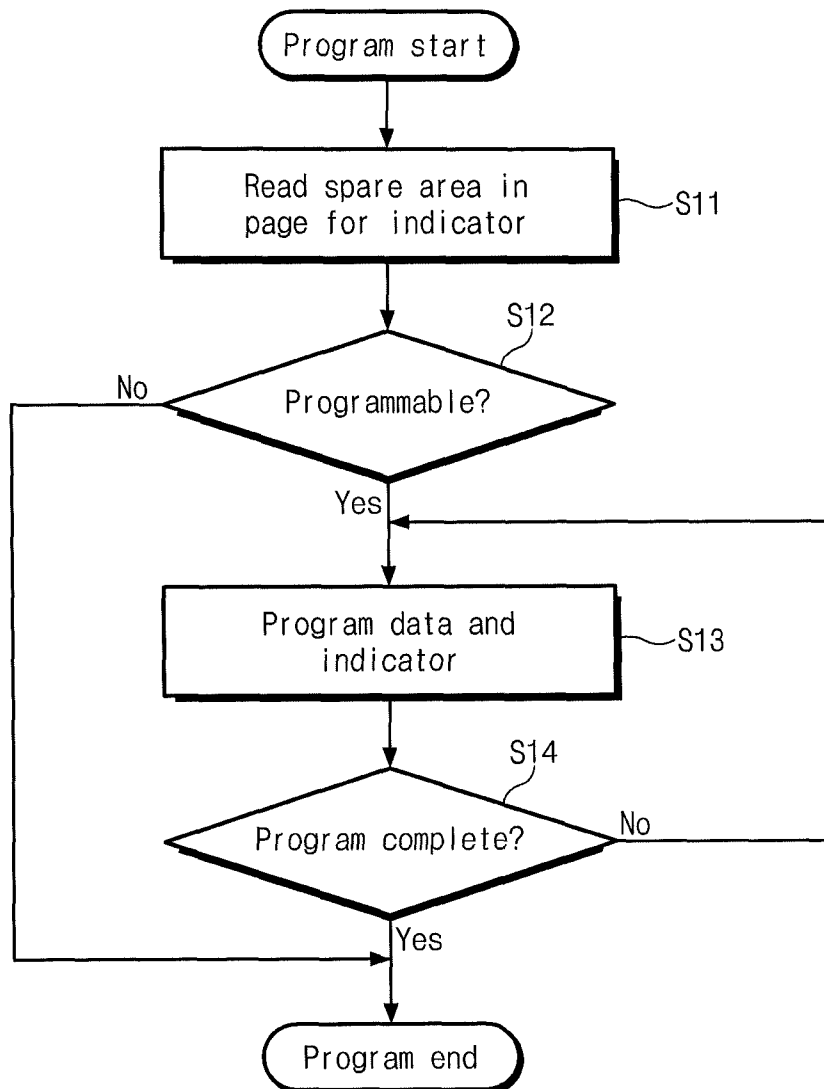 Program start
Read spare area in
page for indicator
S11
S12
No
Programmable?
Yes
Program data and
indicator
S13
S14
Program complete?
No
Yes
Program end